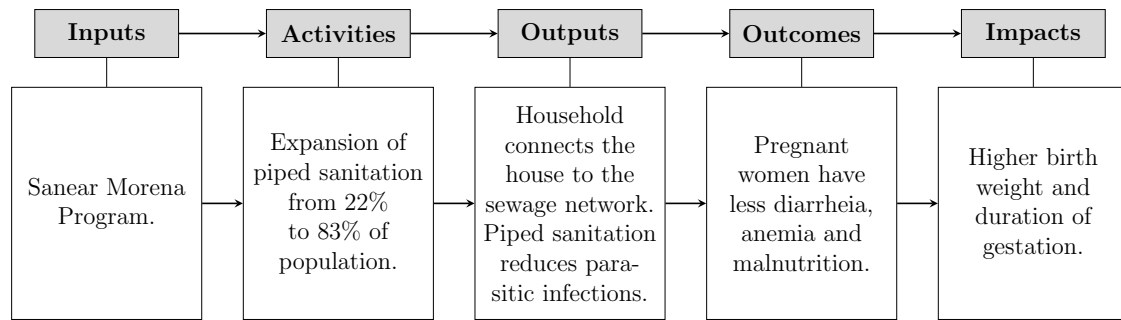 Inputs
Activities
Outputs
Outcomes
Impacts
Sanear Morena
Program.
Expansion of
piped sanitation
from 22%
to 83% of
population.
Household
connects the
house to the
sewage network.
Piped sanitation
reduces para-
sitic infections.
Pregnant
women have
less diarrheia,
anemia and
malnutrition.
Higher birth
weight and
duration of
gestation.